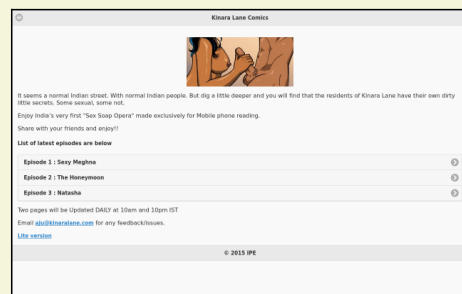 Kinara Lane Comics
It seems a normal Indian street. With normal Indian people. But dig a little deeper and you will find that the residents of Kinara Lane have their own dirty
little secrets. Some sexual, some not.
Enjoy India's very first "Sex Soap Opera" made exclusively for Mobile phone reading.
Share with your friends and enjoy!!
List of latest episodes are below
Episode 1 : Sexy Meghna
Episode 2 : The Honeymoon
Episode 3 : Natasha
Two pages will be Updated DAILY at 10am and 10pm IST
Email aju@kinaralane.com for any feedback/issues.
Lite version
© 2015 IPE